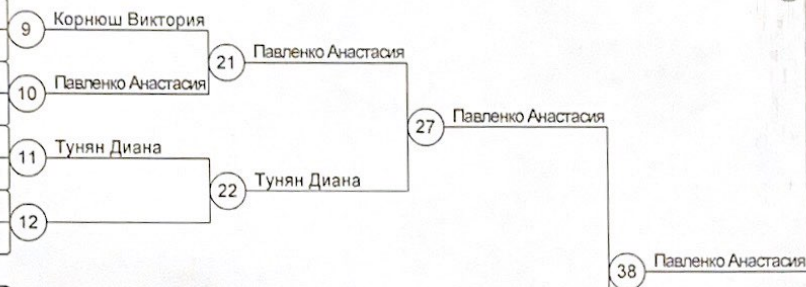 9 Корнюш Виктория
21 Павленко Анастасия
10 Павленко Анастасия
27 Павленко Анастасия
11 Тунян Диана
22 Тунян Диана
12
38 Павленко Анастасия